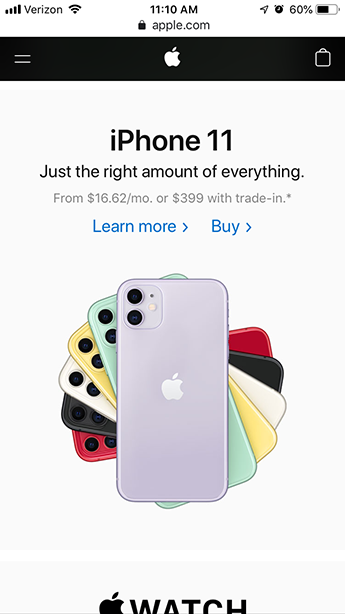 Verizon 11:10 AM 60%
apple.com
iPhone 11
Just the right amount of everything.
From $16.62/mo. or $399 with trade-in.*
Learn more > Buy >
WATCH